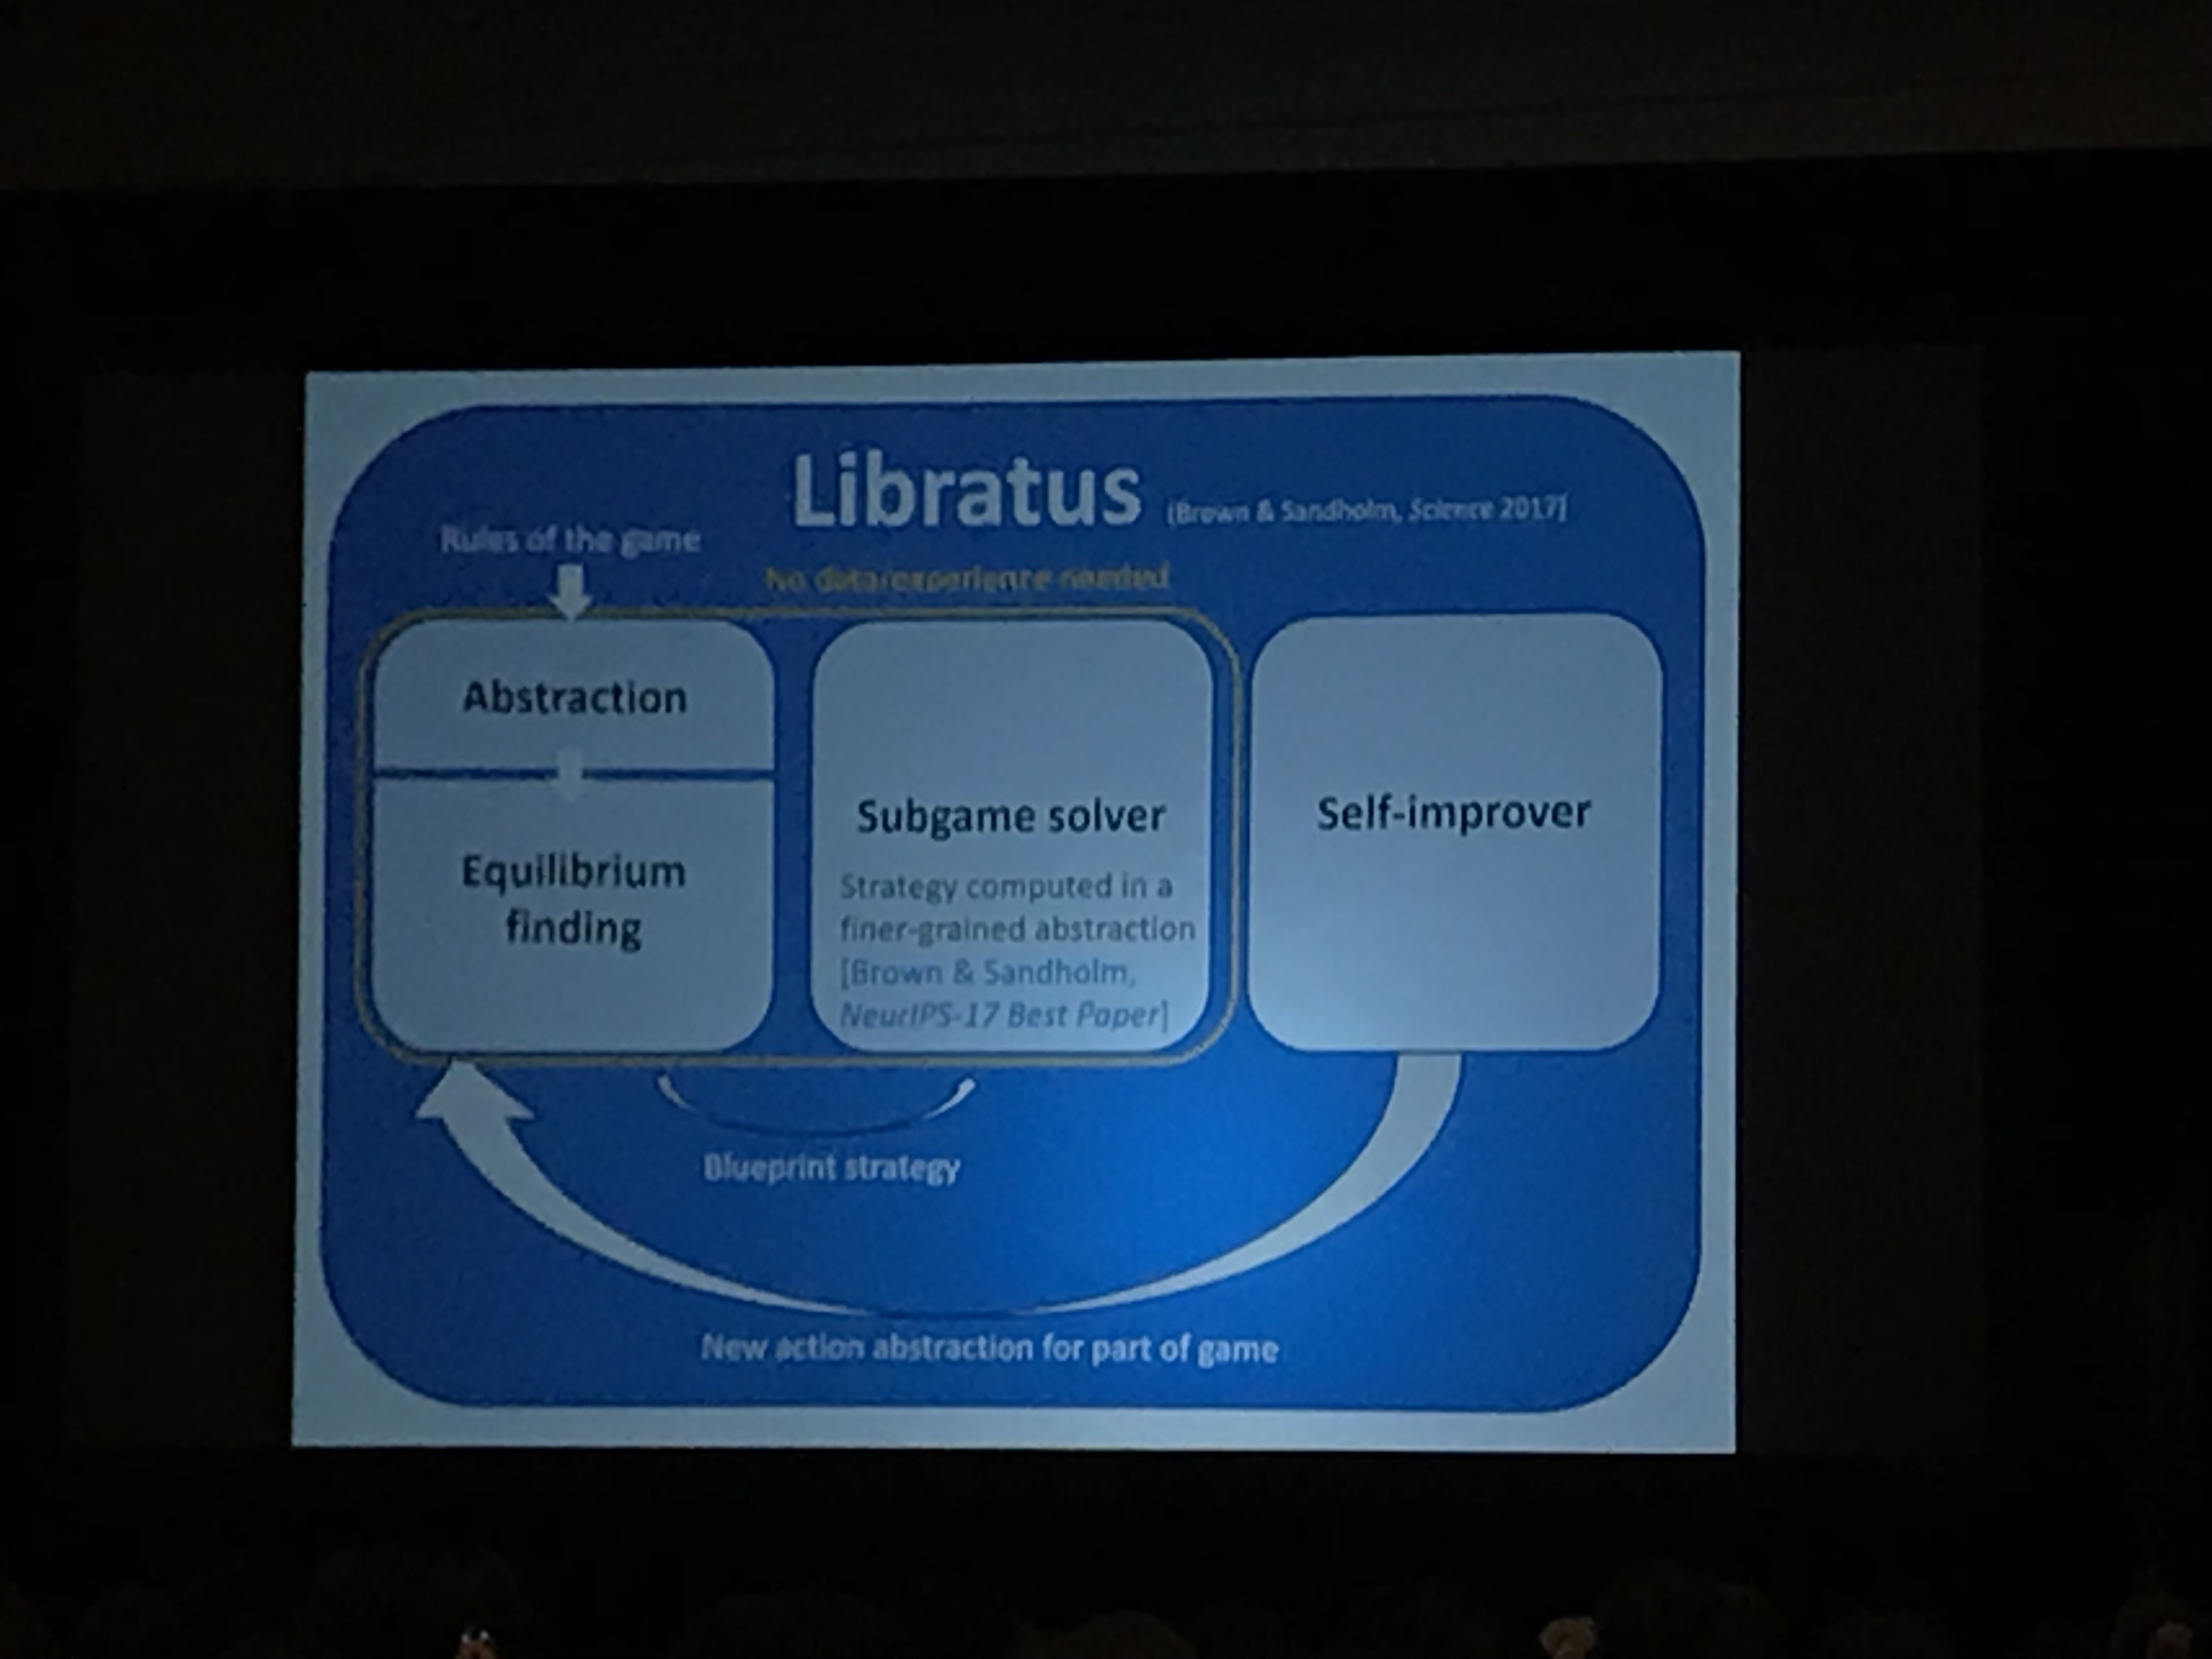 Libratus [Brown & Sandholm, Science 2017]
Rules of the game
No data/experience needed
Abstraction
Equilibrium
finding
Subgame solver
Strategy computed in a
finer-grained abstraction
[Brown & Sandholm,
NeurIPS-17 Best Paper]
Self-improver
Blueprint strategy
New action abstraction for part of game